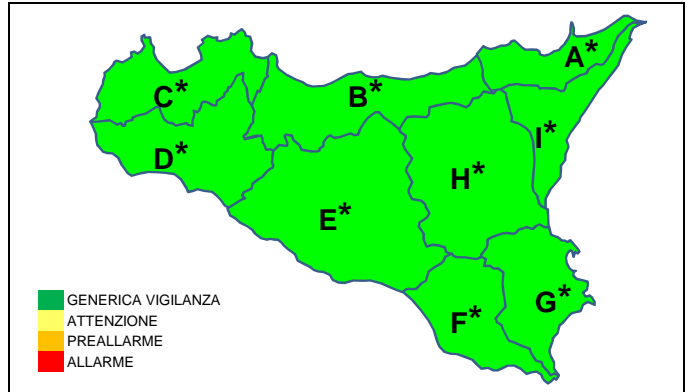 A*
C*
B*
I*
D*
H*
E*
GENERICA VIGILANZA
G*
ATTENZIONE
F*
PREALLARME
ALLARME